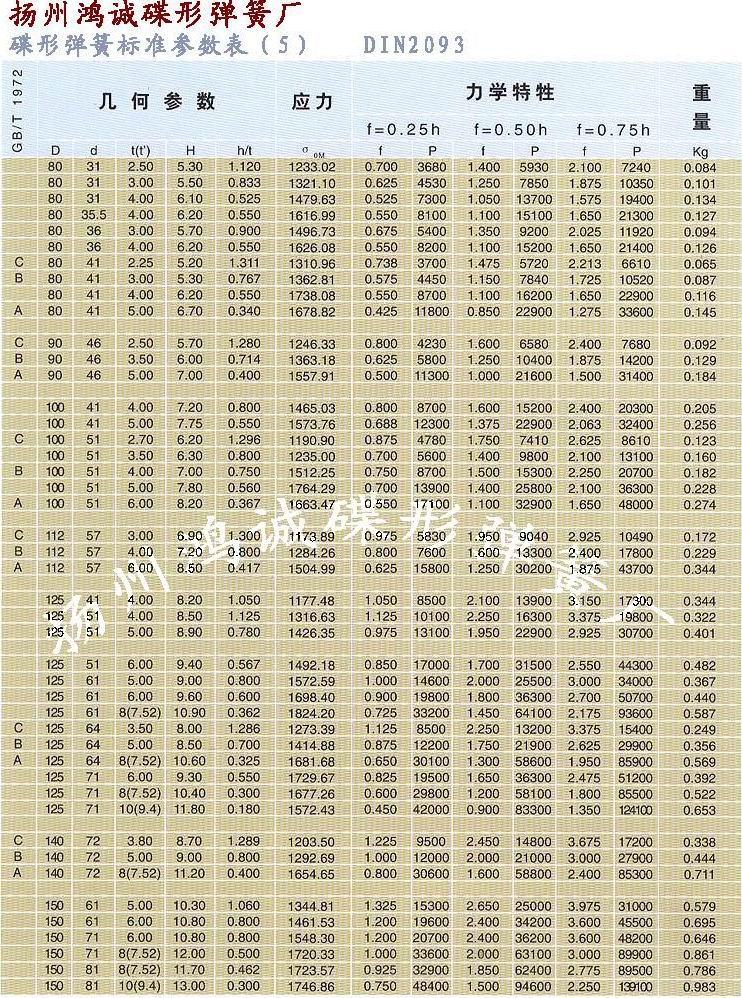 扬州鸿诚碟形弹簧厂
碟形弹簧标准参数表(5) DIN2093
GB/T 1972 几何参数 应力 力学特性 重量
f=0.25h f=0.50h f=0.75h
D d t(t') H h/t σ0M f P f P f P Kg
80 31 2.50 5.30 1.120 1233.02 0.700 3680 1.400 5930 2.100 7240 0.084
80 31 3.00 5.50 0.833 1321.10 0.625 4530 1.250 7850 1.875 10350 0.101
80 31 4.00 6.10 0.525 1479.63 0.525 7300 1.050 13700 1.575 19400 0.134
80 35.5 4.00 6.20 0.550 1616.99 0.550 8100 1.100 15100 1.650 21300 0.127
80 36 3.00 5.70 0.900 1496.73 0.675 5400 1.350 9200 2.025 11920 0.094
80 36 4.00 6.20 0.550 1626.08 0.550 8200 1.100 15200 1.650 21400 0.126
C 80 41 2.25 5.20 1.311 1310.96 0.738 3700 1.475 5720 2.213 6610 0.065
B 80 41 3.00 5.30 0.767 1362.81 0.575 4450 1.150 7840 1.725 10520 0.087
80 41 4.00 6.20 0.550 1738.08 0.550 8700 1.100 16200 1.650 22900 0.116
A 80 41 5.00 6.70 0.340 1678.82 0.425 11800 0.850 22900 1.275 33600 0.145
C 90 46 2.50 5.70 1.280 1246.33 0.800 4230 1.600 6580 2.400 7680 0.092
B 90 46 3.50 6.00 0.714 1363.18 0.625 5800 1.250 10400 1.875 14200 0.129
A 90 46 5.00 7.00 0.400 1557.91 0.500 11300 1.000 21600 1.500 31400 0.184
100 41 4.00 7.20 0.800 1465.03 0.800 8700 1.600 15200 2.400 20300 0.205
100 41 5.00 7.75 0.550 1573.76 0.688 12300 1.375 22900 2.063 32400 0.256
C 100 51 2.70 6.20 1.296 1190.90 0.875 4780 1.750 7410 2.625 8610 0.123
100 51 3.50 6.30 0.800 1235.00 0.700 5600 1.400 9800 2.100 13100 0.160
B 100 51 4.00 7.00 0.750 1512.25 0.750 8700 1.500 15300 2.250 20700 0.182
100 51 5.00 7.80 0.560 1764.29 0.700 13900 1.400 25800 2.100 36300 0.228
A 100 51 6.00 8.20 0.367 1663.47 0.550 17100 1.100 32900 1.650 48000 0.274
C 112 57 3.00 6.90 1.300 1173.89 0.975 5830 1.950 9040 2.925 10490 0.172
B 112 57 4.00 7.20 0.800 1284.26 0.800 7600 1.600 13300 2.400 17800 0.229
A 112 57 6.00 8.50 0.417 1504.99 0.625 15800 1.250 30200 1.875 43700 0.344
125 41 4.00 8.20 1.050 1177.48 1.050 8500 2.100 13900 3.150 17300 0.344
125 51 4.00 8.50 1.125 1316.63 1.125 10100 2.250 16300 3.375 19800 0.322
125 51 5.00 8.90 0.780 1426.35 0.975 13100 1.950 22900 2.925 30700 0.401
125 51 6.00 9.40 0.567 1492.18 0.850 17000 1.700 31500 2.550 44300 0.482
125 61 5.00 9.00 0.800 1572.59 1.000 14600 2.000 25500 3.000 34000 0.367
125 61 6.00 9.60 0.600 1698.40 0.900 19800 1.800 36300 2.700 50700 0.440
125 61 8(7.52) 10.90 0.362 1824.20 0.725 33200 1.450 64100 2.175 93600 0.587
C 125 64 3.50 8.00 1.286 1273.39 1.125 8500 2.250 13200 3.375 15400 0.249
B 125 64 5.00 8.50 0.700 1414.88 0.875 12200 1.750 21900 2.625 29900 0.356
A 125 64 8(7.52) 10.60 0.325 1681.68 0.650 30100 1.300 58600 1.950 85900 0.569
125 71 6.00 9.30 0.550 1729.67 0.825 19500 1.650 36300 2.475 51200 0.392
125 71 8(7.52) 10.40 0.300 1677.26 0.600 29800 1.200 58100 1.800 85500 0.522
125 71 10(9.4) 11.80 0.180 1572.43 0.450 42000 0.900 83300 1.350 124100 0.653
C 140 72 3.80 8.70 1.289 1203.50 1.225 9500 2.450 14800 3.675 17200 0.338
B 140 72 5.00 9.00 0.800 1292.69 1.000 12000 2.000 21000 3.000 27900 0.444
A 140 72 8(7.52) 11.20 0.400 1654.65 0.800 30600 1.600 58800 2.400 85300 0.711
150 61 5.00 10.30 1.060 1344.81 1.325 15300 2.650 25000 3.975 31000 0.579
150 61 6.00 10.80 0.800 1461.53 1.200 19600 2.400 34200 3.600 45500 0.695
150 71 6.00 10.80 0.800 1548.30 1.200 20700 2.400 36200 3.600 48200 0.646
150 71 8(7.52) 12.00 0.500 1720.33 1.000 33600 2.000 63100 3.000 89900 0.861
150 81 8(7.52) 11.70 0.462 1723.57 0.925 32900 1.850 62400 2.775 89500 0.786
150 81 10(9.4) 13.00 0.300 1746.86 0.750 48400 1.500 94600 2.250 139100 0.983
扬州鸿诚碟形弹簧厂